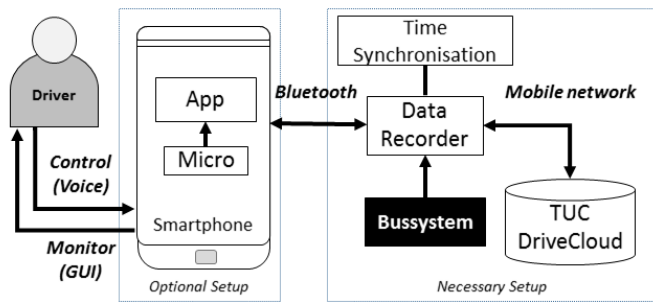 Driver
Control
(Voice)
Monitor
(GUI)
App
Micro
Smartphone
Optional Setup
Bluetooth
Time
Synchronisation
Data
Recorder
Mobile network
Bussystem
TUC
DriveCloud
Necessary Setup